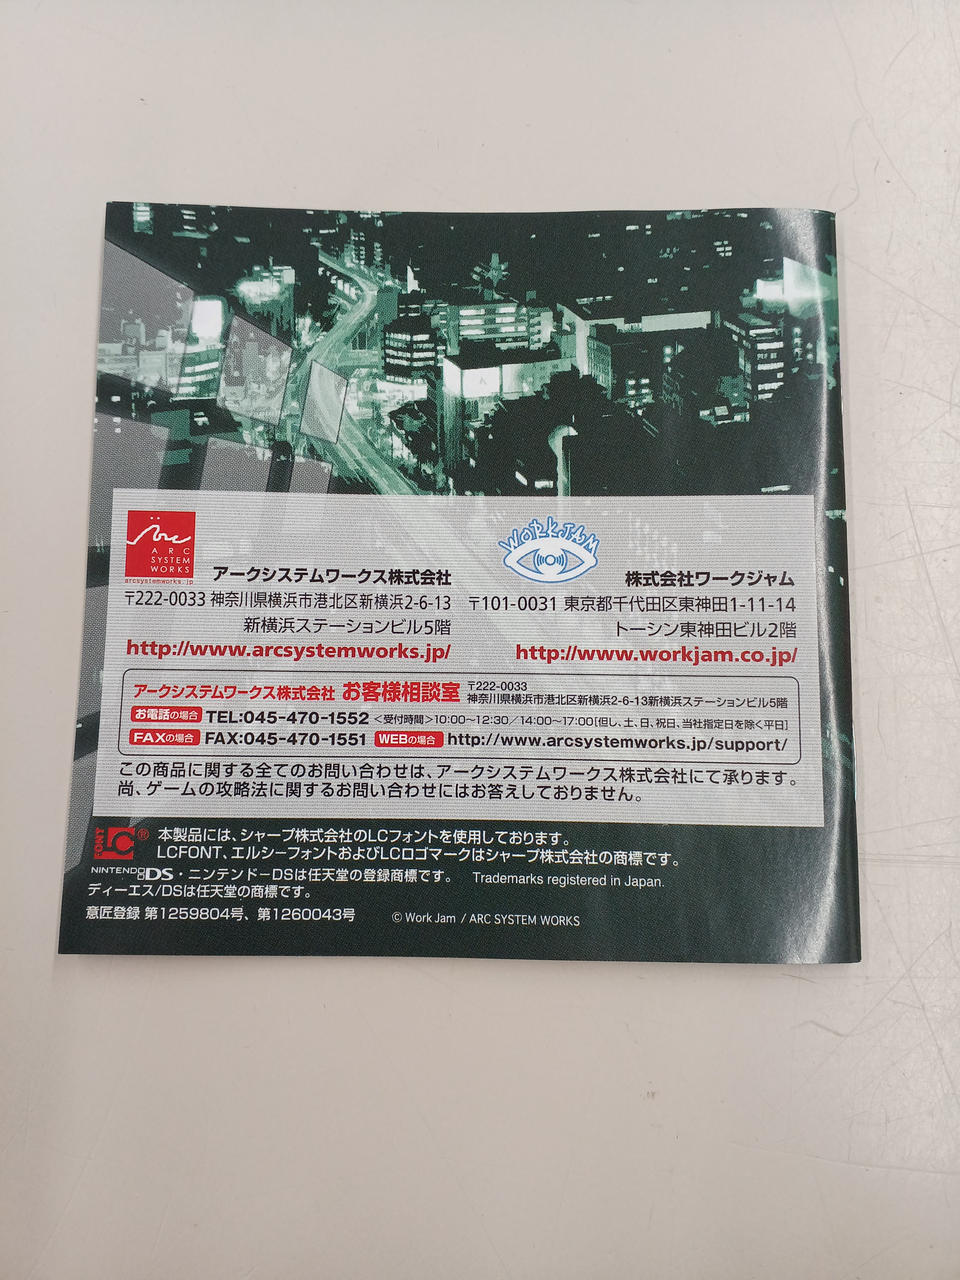 ARC
SYSTEM
WORKS
arcsystemworks.jp
アークシステムワークス株式会社
〒222-0033 神奈川県横浜市港北区新横浜2-6-13
新横浜ステーションビル5階
http://www.arcsystemworks.jp/
WORKJAM
株式会社ワークジャム
〒101-0031 東京都千代田区東神田1-11-14
トーシン東神田ビル2階
http://www.workjam.co.jp/
アークシステムワークス株式会社 お客様相談室
〒222-0033
神奈川県横浜市港北区新横浜2-6-13新横浜ステーションビル5階
お電話の場合 TEL:045-470-1552 <受付時間>10:00~12:30/14:00~17:00[但し、土、日、祝日、当社指定日を除く平日]
FAXの場合 FAX:045-470-1551 WEBの場合 http://www.arcsystemworks.jp/support/
この商品に関する全てのお問い合わせは、アークシステムワークス株式会社にて承ります。
尚、ゲームの攻略法に関するお問い合わせにはお答えしておりません。
LC FONT ® 本製品には、シャープ株式会社のLCフォントを使用しております。
LCFONT、エルシーフォントおよびLCロゴマークはシャープ株式会社の商標です。
NINTENDO DS・ニンテンドーDSは任天堂の登録商標です。 Trademarks registered in Japan.
ディーエス/DSは任天堂の商標です。
意匠登録 第1259804号、第1260043号 © Work Jam / ARC SYSTEM WORKS